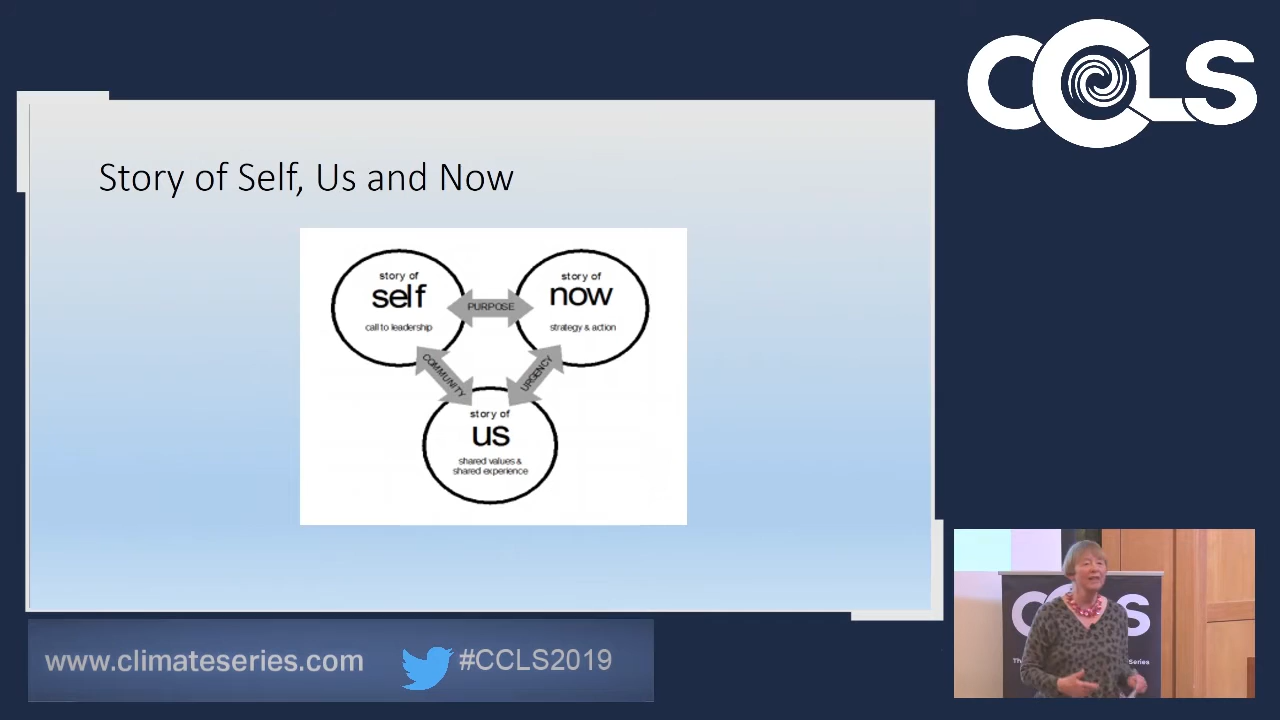 CCLS
Story of Self, Us and Now
story of
self
call to leadership
PURPOSE
story of
now
strategy & action
COMMUNITY
URGENCY
story of
us
shared values &
shared experience
www.climateseries.com
#CCLS2019